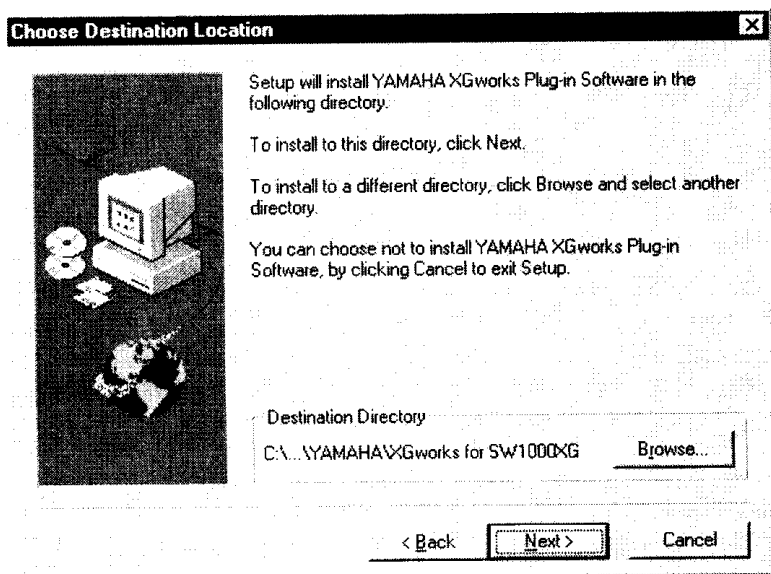 Choose Destination Location
Setup will install YAMAHA XGworks Plug-in Software in the
following directory.
To install to this directory, click Next.
To install to a different directory, click Browse and select another
directory.
You can choose not to install YAMAHA XGworks Plug-in
Software, by clicking Cancel to exit Setup.
Destination Directory
C:\...\YAMAHA\XGworks for SW1000XG
Browse...
< Back
Next >
Cancel